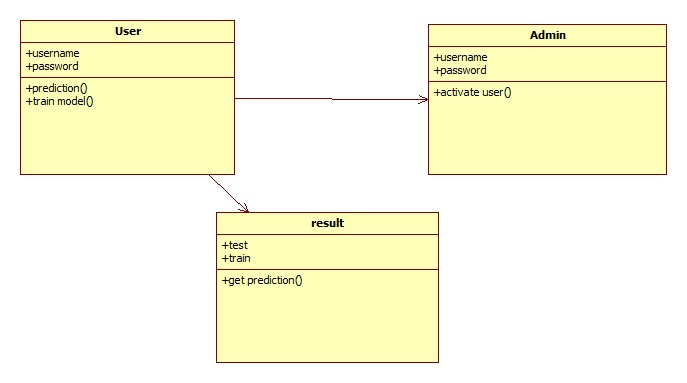 User
+username
+password
+prediction()
+train model()
Admin
+username
+password
+activate user()
result
+test
+train
+get prediction()